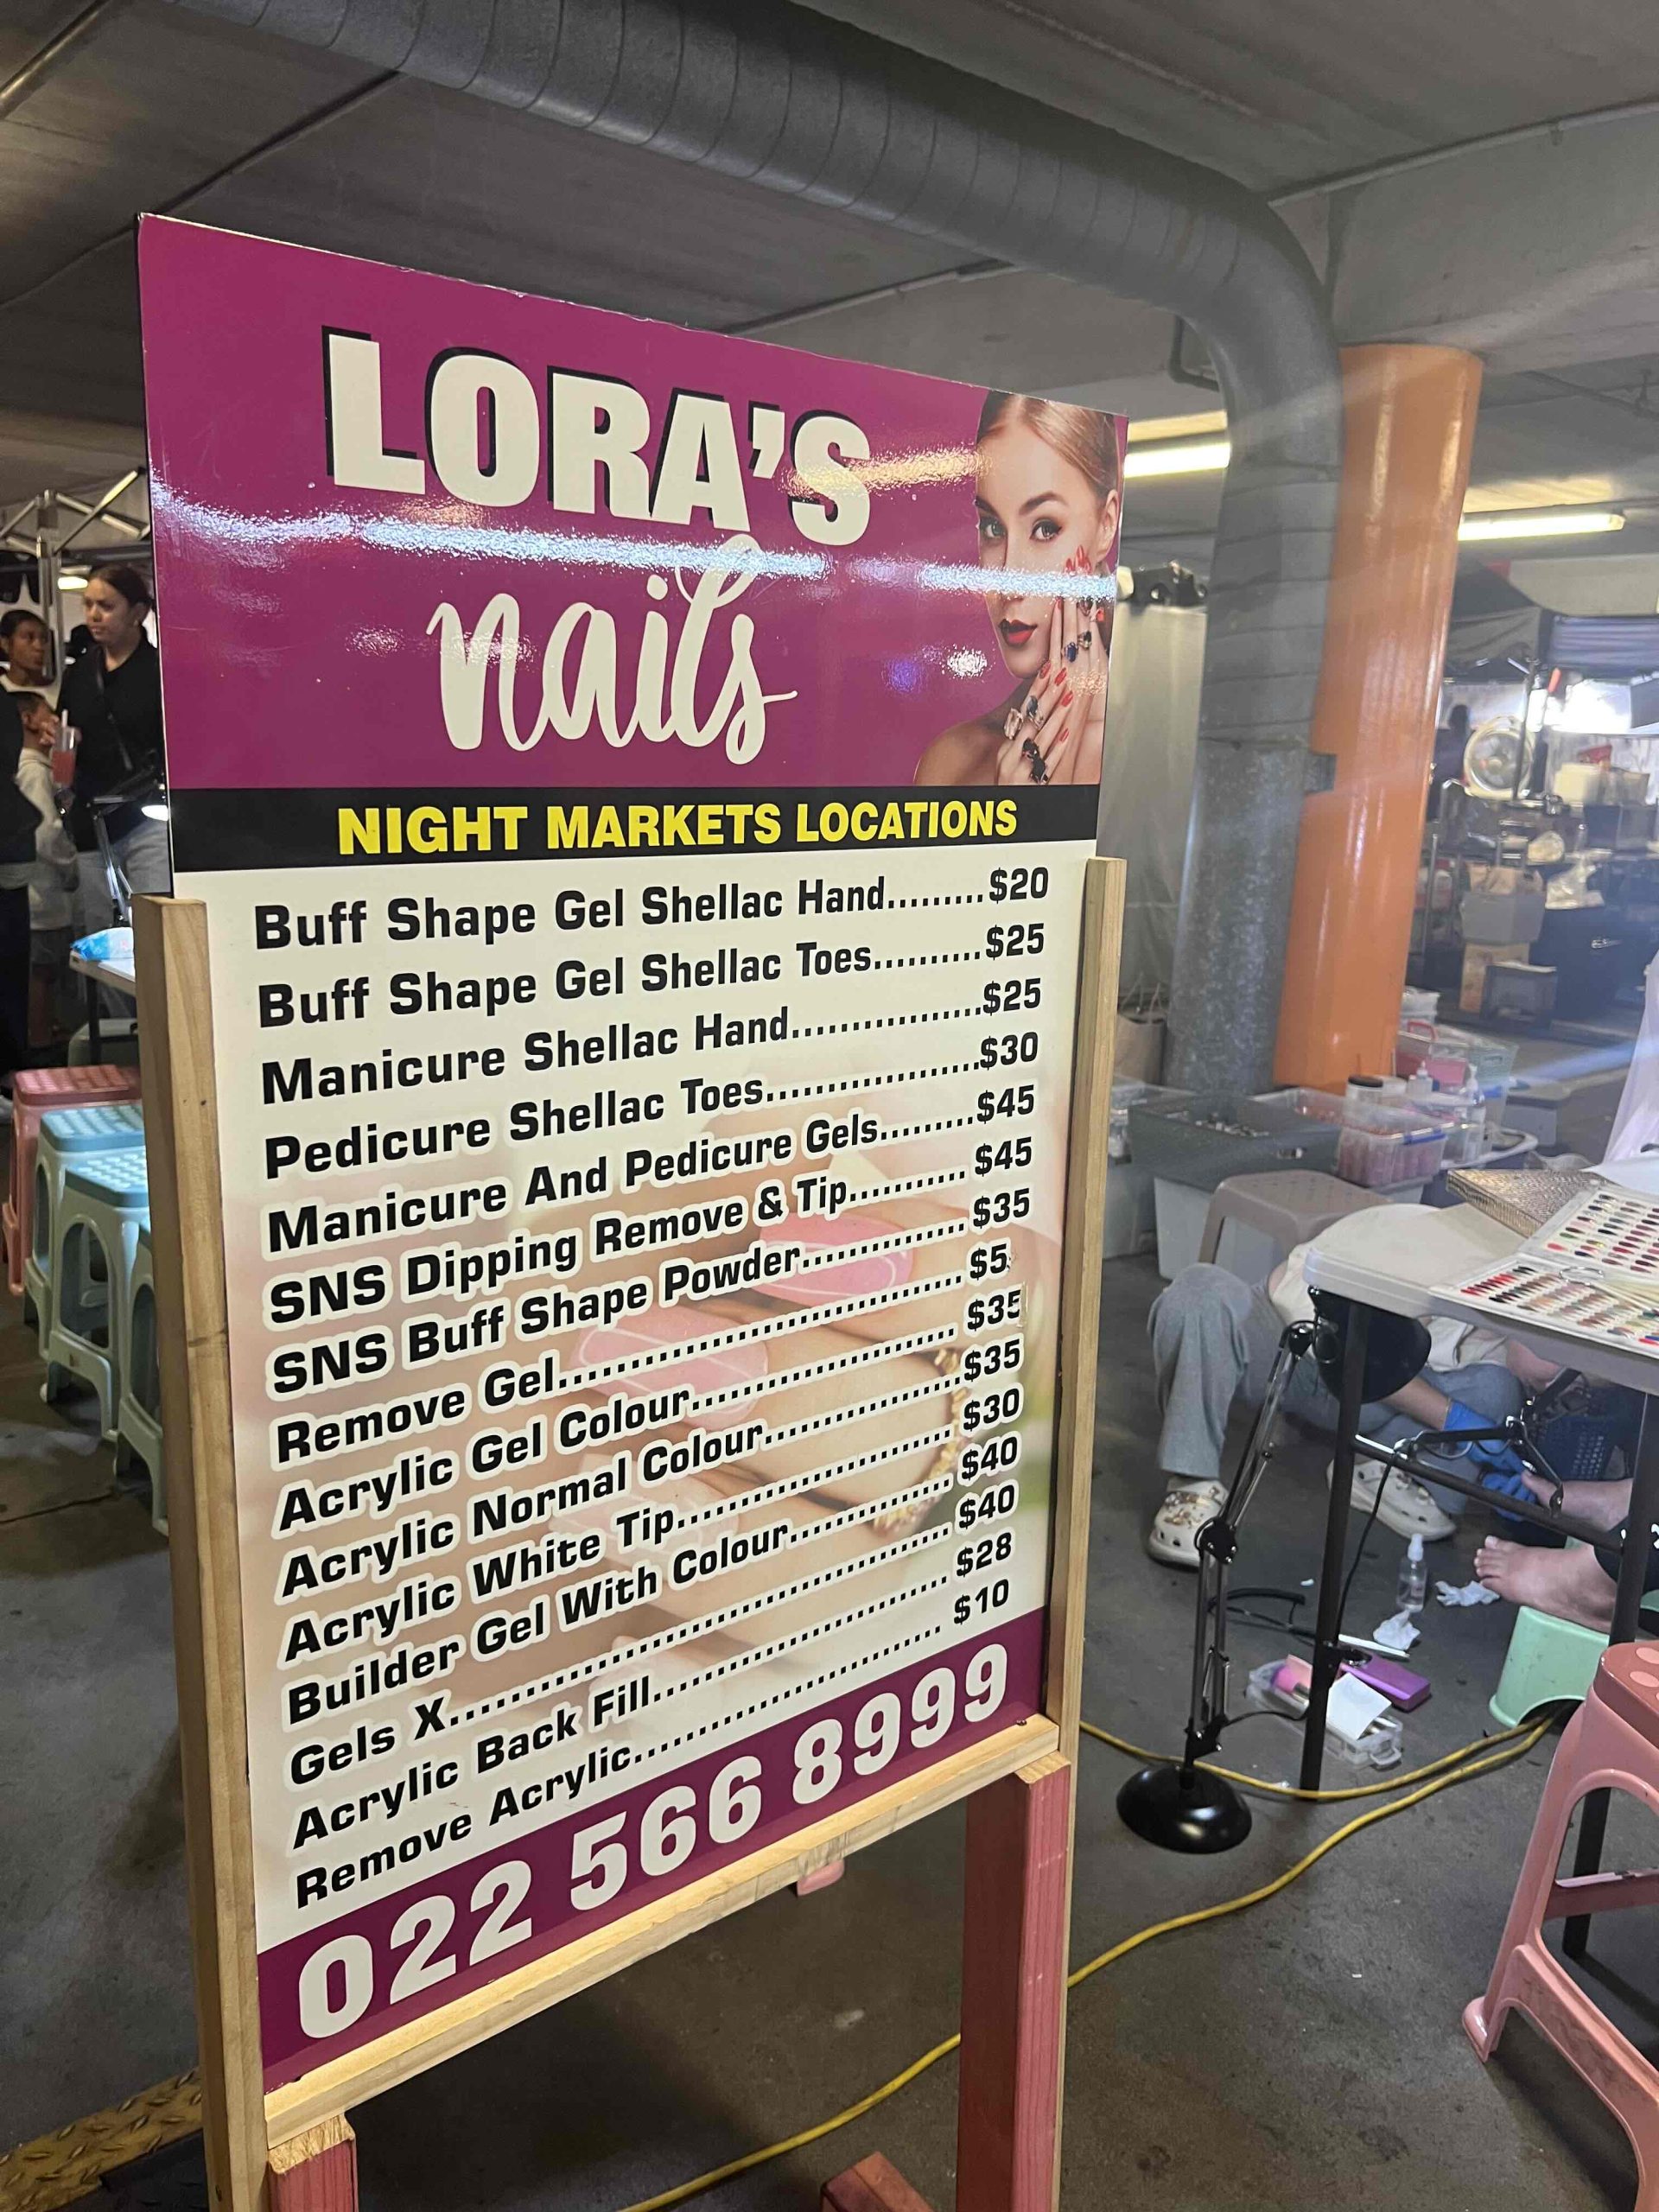 LORA'S
nails
NIGHT MARKETS LOCATIONS
Buff Shape Gel Shellac Hand.........$20
Buff Shape Gel Shellac Toes..........$25
Manicure Shellac Hand.................$25
Pedicure Shellac Toes...................$30
Manicure And Pedicure Gels.........$45
SNS Dipping Remove & Tip........... $45
SNS Buff Shape Powder..............$35
Remove Gel................................... $5
Acrylic Gel Colour....................... $35
Acrylic Normal Colour.................$35
Acrylic White Tip........................ $30
Builder Gel With Colour.............. $40
Gels X.......................................... $40
Acrylic Back Fill.......................... $28
Remove Acrylic........................... $10
022 566 8999